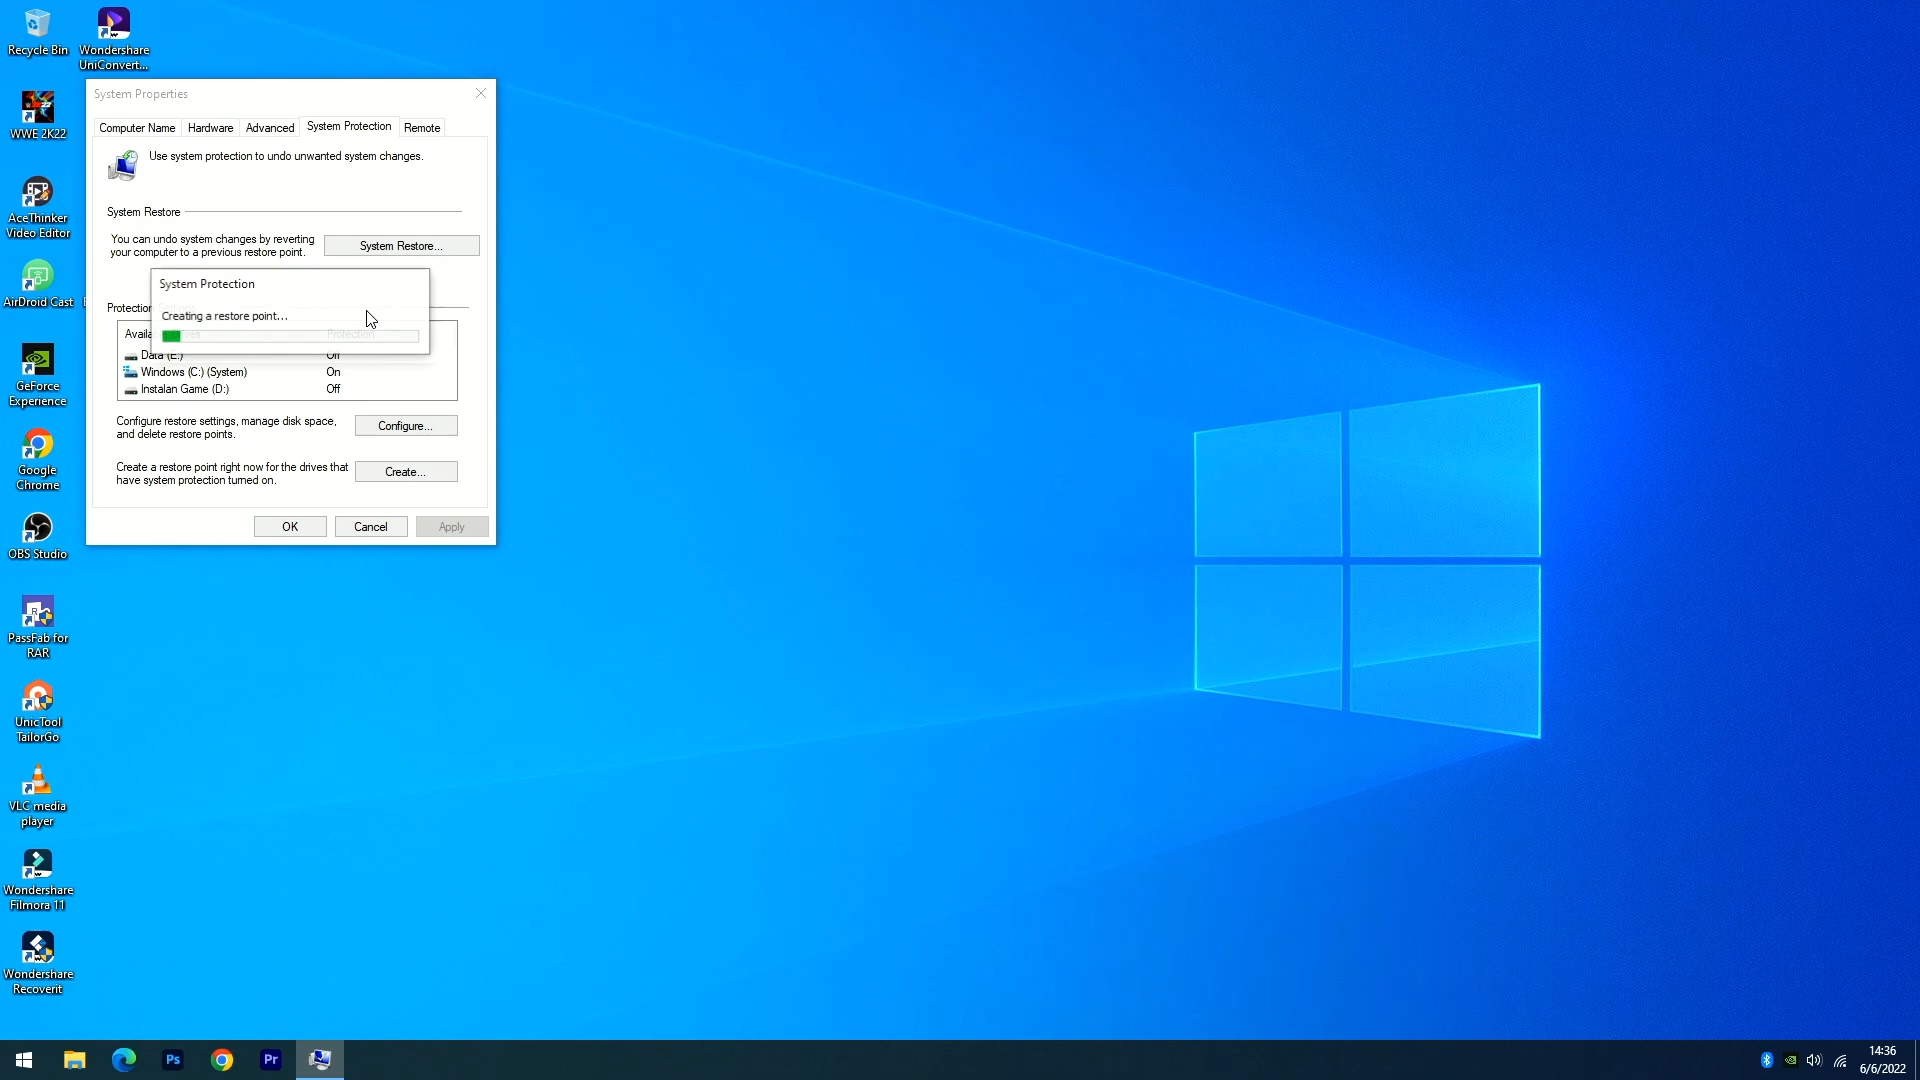 Recycle Bin
Wondershare
UniConvert...
WWE 2K22
AceThinker
Video Editor
AirDroid Cast
GeForce
Experience
Google
Chrome
OBS Studio
PassFab for
RAR
UnicTool
TailorGo
VLC media
player
Wondershare
Filmora 11
Wondershare
Recoverit
System Properties
Computer Name
Hardware
Advanced
System Protection
Remote
Use system protection to undo unwanted system changes.
System Restore
You can undo system changes by reverting
your computer to a previous restore point.
System Restore...
System Protection
Creating a restore point...
Protection
Protection
Data (E:)
Off
Windows (C:) (System)
On
Instalan Game (D:)
Off
Configure restore settings, manage disk space,
and delete restore points.
Configure...
Create a restore point right now for the drives that
have system protection turned on.
Create...
OK
Cancel
Apply
Ps
Pr
14:36
6/6/2022